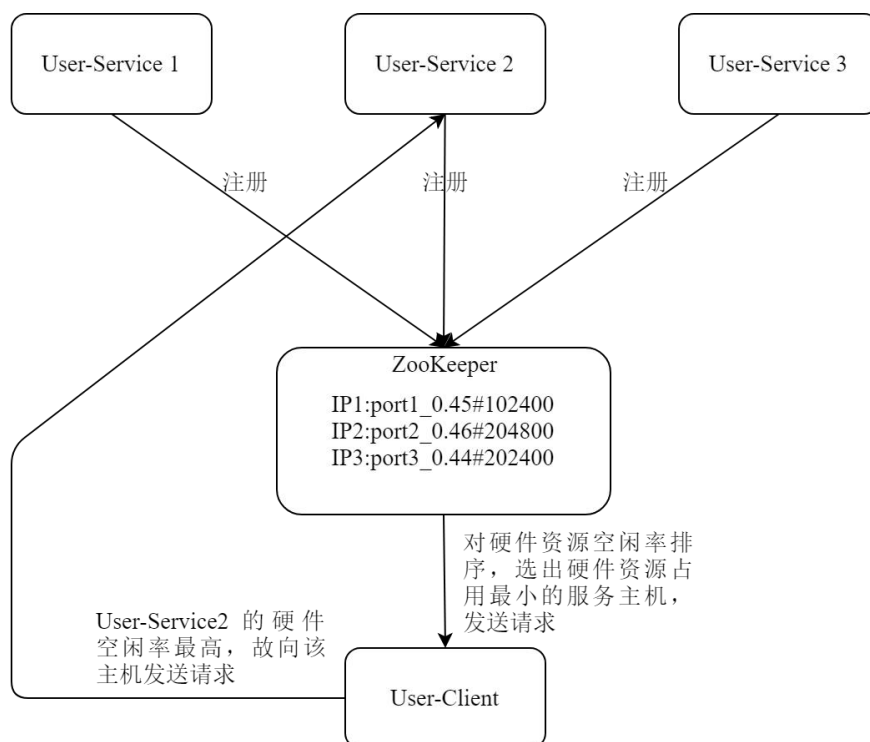 User-Service 1
User-Service 2
User-Service 3
注册
注册
注册
ZooKeeper
IP1:port1_0.45#102400
IP2:port2_0.46#204800
IP3:port3_0.44#202400
对硬件资源空闲率排
序，选出硬件资源占
用最小的服务主机，
发送请求
User-Service2 的硬件
空闲率最高，故向该
主机发送请求
User-Client